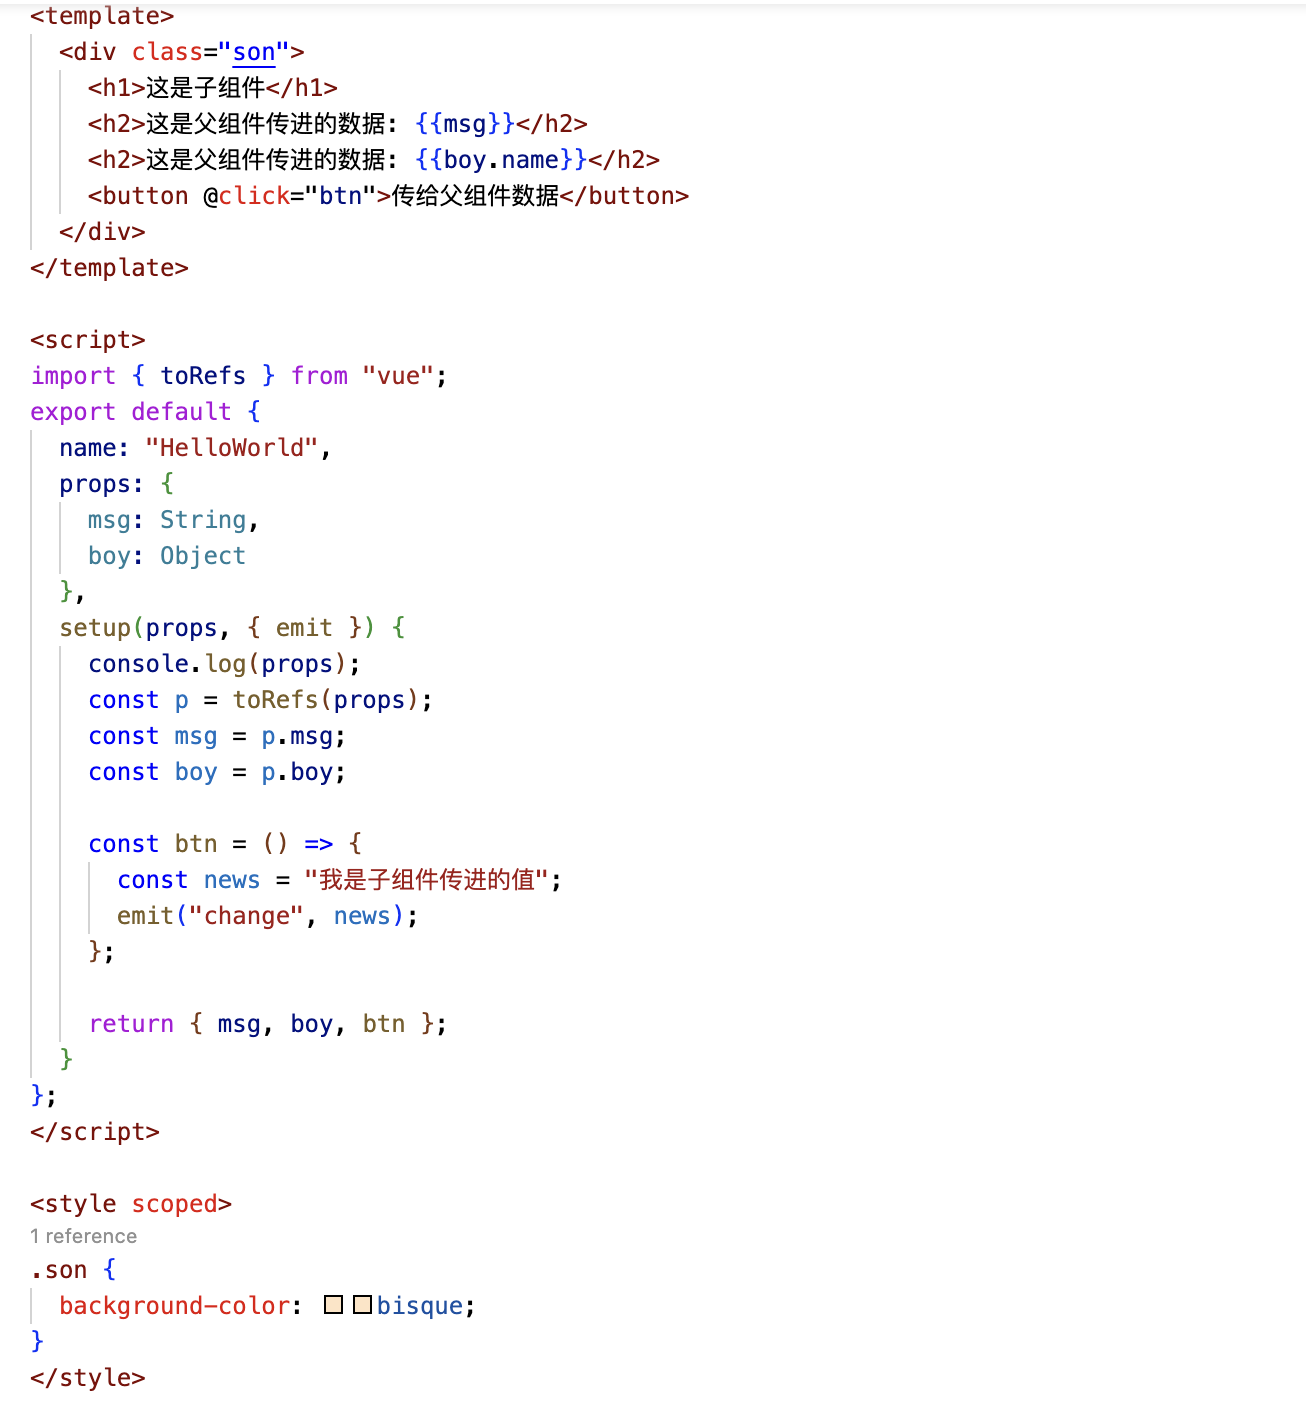 <template>
<div class="son">
<h1>这是子组件</h1>
<h2>这是父组件传进的数据: {{msg}}</h2>
<h2>这是父组件传进的数据: {{boy.name}}</h2>
<button @click="btn">传给父组件数据</button>
</div>
</template>
<script>
import { toRefs } from "vue";
export default {
name: "HelloWorld",
props: {
msg: String,
boy: Object
},
setup(props, { emit }) {
console.log(props);
const p = toRefs(props);
const msg = p.msg;
const boy = p.boy;
const btn = () => {
const news = "我是子组件传进的值";
emit("change", news);
};
return { msg, boy, btn };
}
};
</script>
<style scoped>
1 reference
.son {
background-color: bisque;
}
</style>